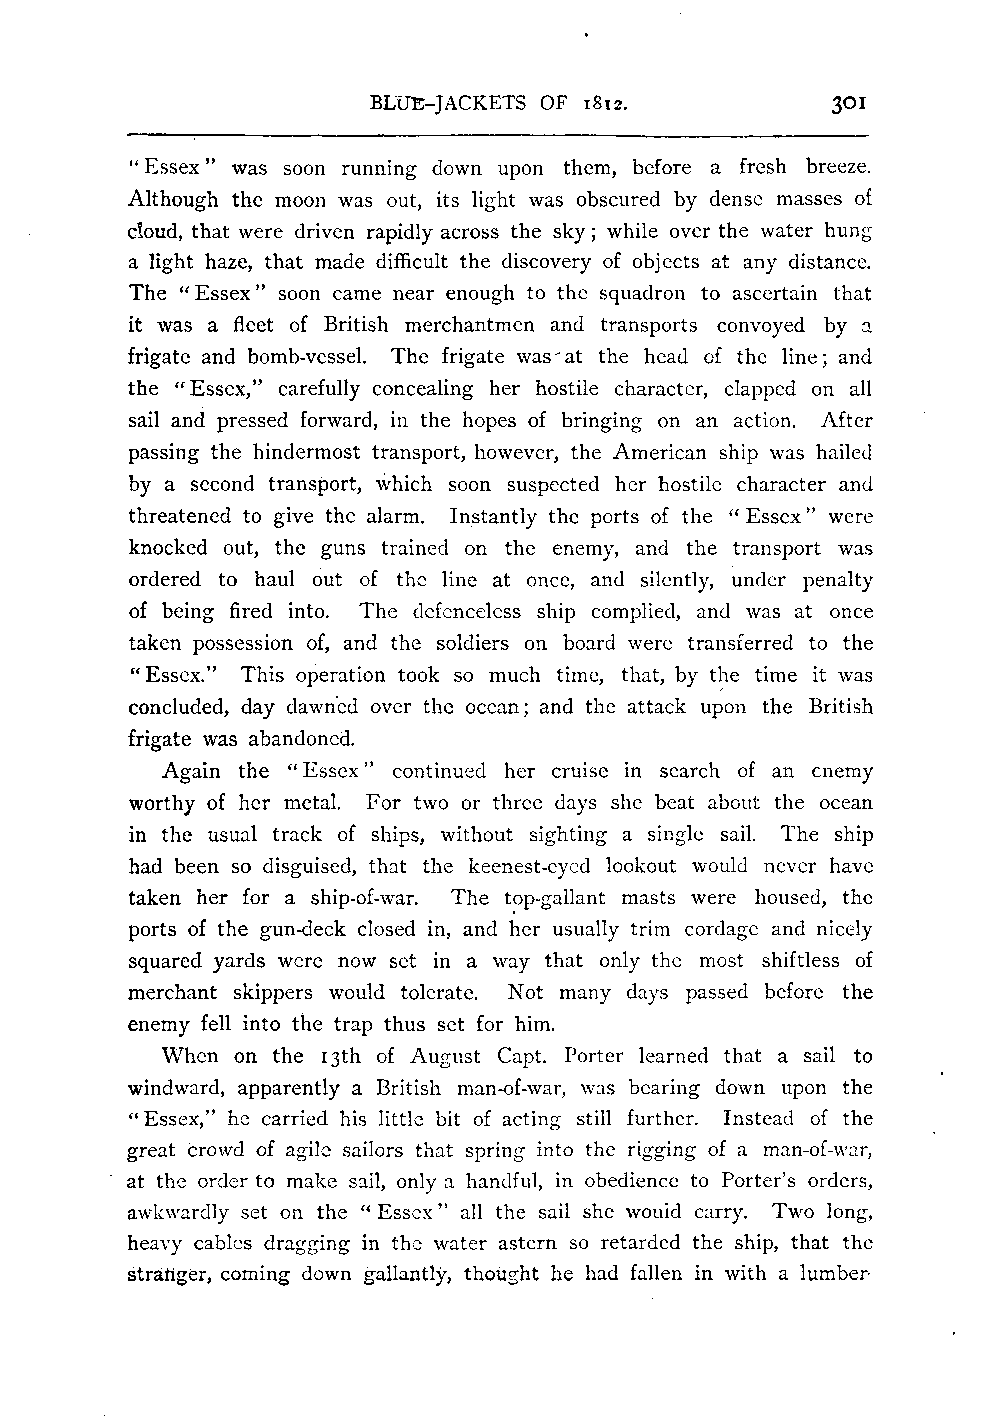 BLUE-JACKETS OF 1812. 301
"Essex" was soon running down upon them, before a fresh breeze.
Although the moon was out, its light was obscured by dense masses of
cloud, that were driven rapidly across the sky; while over the water hung
a light haze, that made difficult the discovery of objects at any distance.
The "Essex" soon came near enough to the squadron to ascertain that
it was a fleet of British merchantmen and transports convoyed by a
frigate and bomb-vessel. The frigate was at the head of the line; and
the "Essex," carefully concealing her hostile character, clapped on all
sail and pressed forward, in the hopes of bringing on an action. After
passing the hindermost transport, however, the American ship was hailed
by a second transport, which soon suspected her hostile character and
threatened to give the alarm. Instantly the ports of the "Essex" were
knocked out, the guns trained on the enemy, and the transport was
ordered to haul out of the line at once, and silently, under penalty
of being fired into. The defenceless ship complied, and was at once
taken possession of, and the soldiers on board were transferred to the
"Essex." This operation took so much time, that, by the time it was
concluded, day dawned over the ocean; and the attack upon the British
frigate was abandoned.
Again the "Essex" continued her cruise in search of an enemy
worthy of her metal. For two or three days she beat about the ocean
in the usual track of ships, without sighting a single sail. The ship
had been so disguised, that the keenest-eyed lookout would never have
taken her for a ship-of-war. The top-gallant masts were housed, the
ports of the gun-deck closed in, and her usually trim cordage and nicely
squared yards were now set in a way that only the most shiftless of
merchant skippers would tolerate. Not many days passed before the
enemy fell into the trap thus set for him.
When on the 13th of August Capt. Porter learned that a sail to
windward, apparently a British man-of-war, was bearing down upon the
"Essex," he carried his little bit of acting still further. Instead of the
great crowd of agile sailors that spring into the rigging of a man-of-war,
at the order to make sail, only a handful, in obedience to Porter's orders,
awkwardly set on the "Essex" all the sail she would carry. Two long,
heavy cables dragging in the water astern so retarded the ship, that the
stranger, coming down gallantly, thought he had fallen in with a lumber-